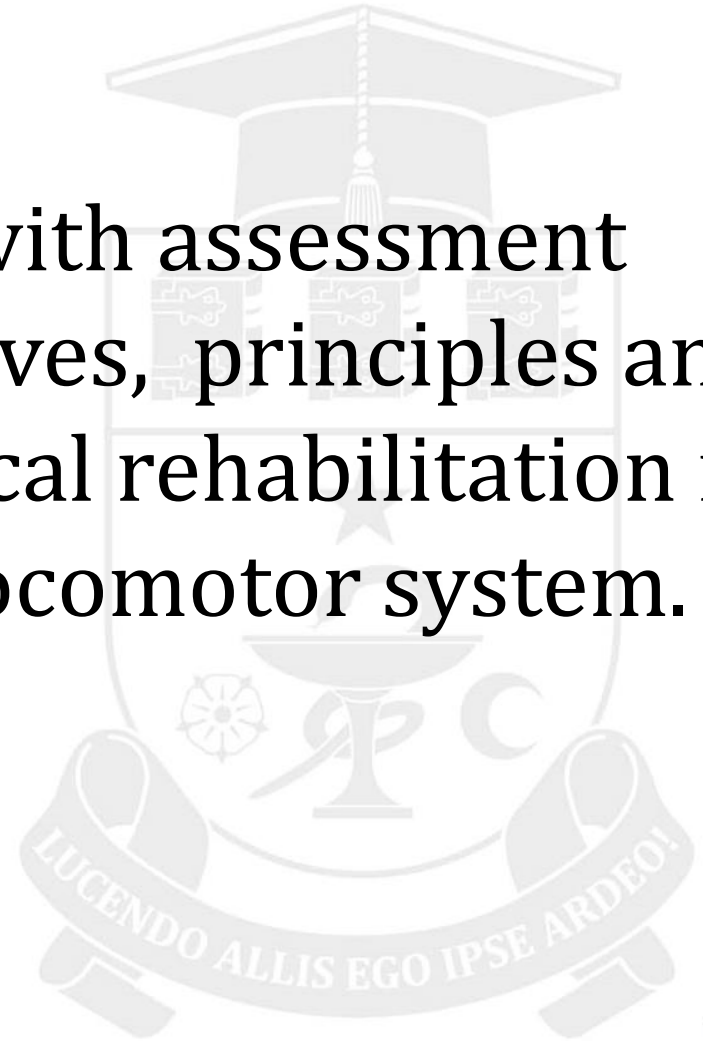 with assessment
ves, principles an
cal rehabilitation
ocomotor system.
LUCENDO ALLIS EGO IPSE ARDEO!